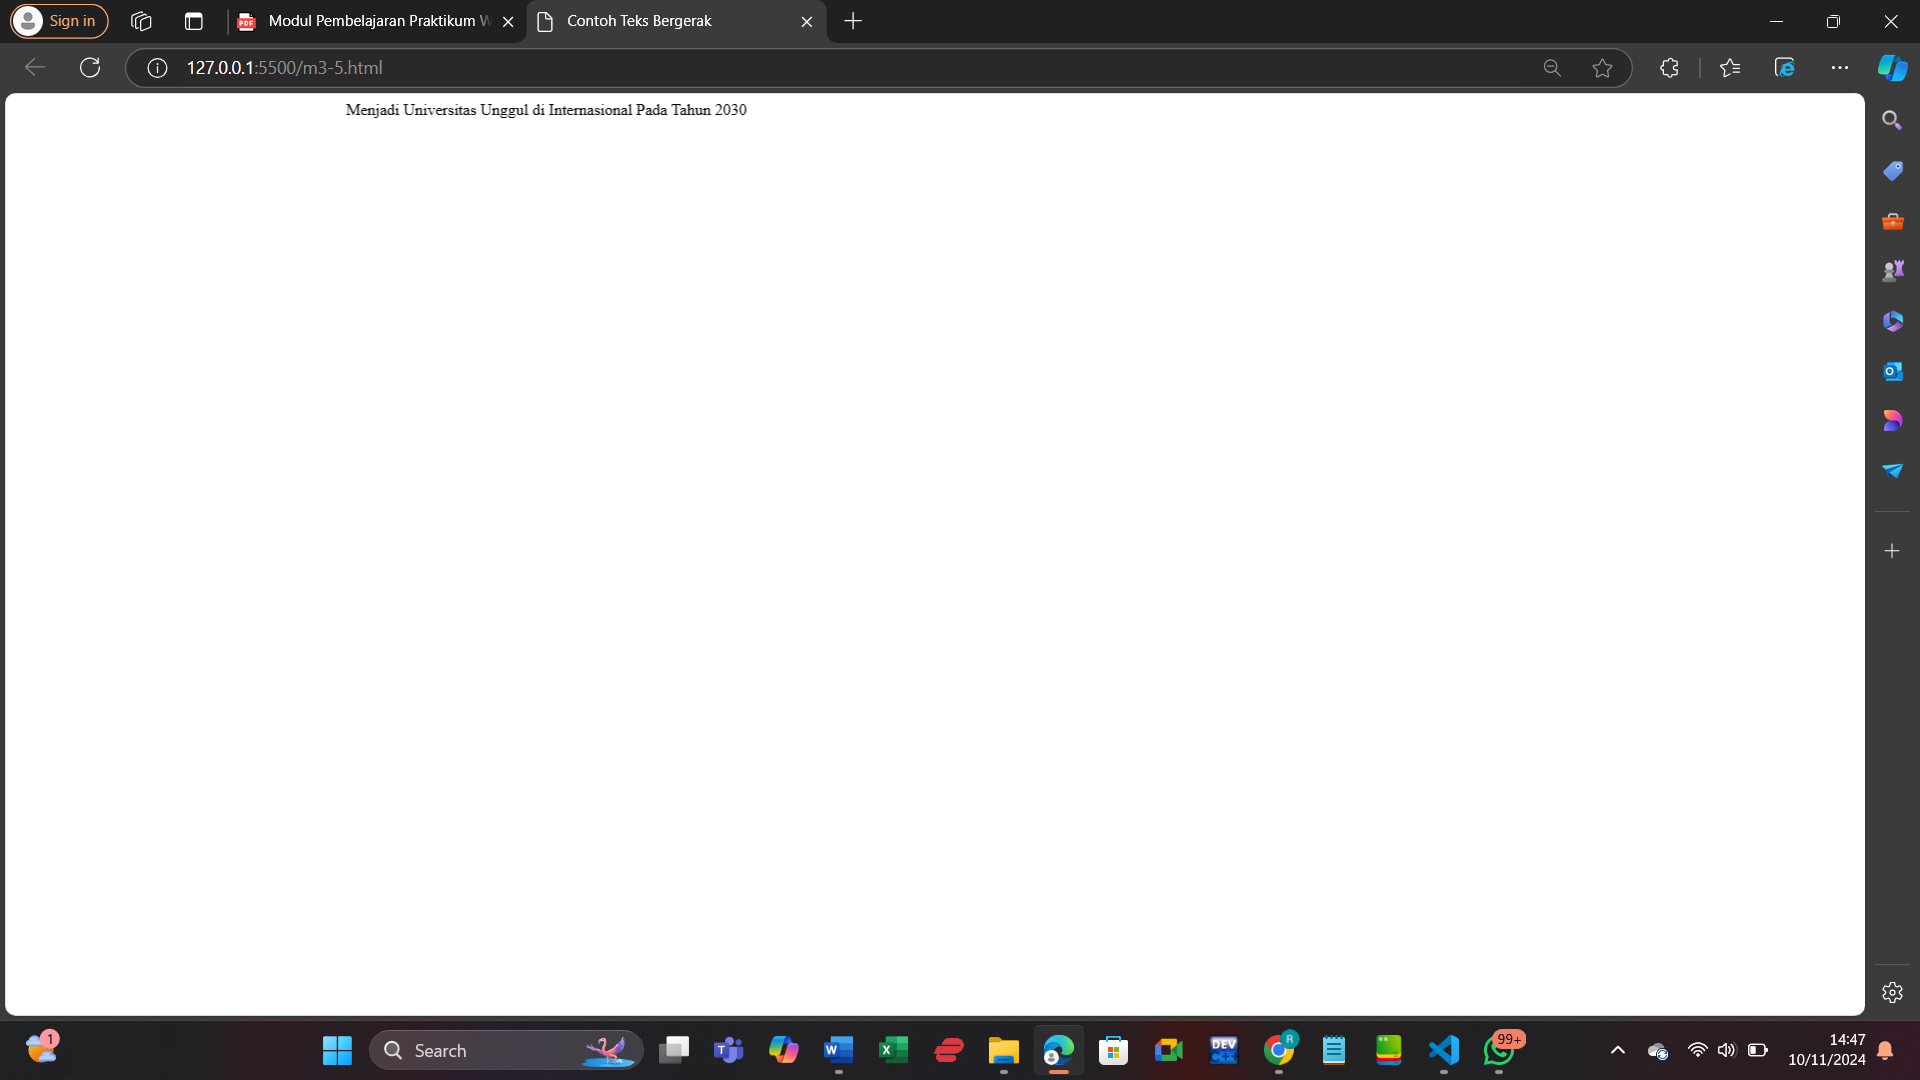 Sign in
Modul Pembelajaran Praktikum W
Contoh Teks Bergerak
127.0.0.1:5500/m3-5.html
Menjadi Universitas Unggul di Internasional Pada Tahun 2030
1
Search
DEV
C++
R
99+
14:47
10/11/2024